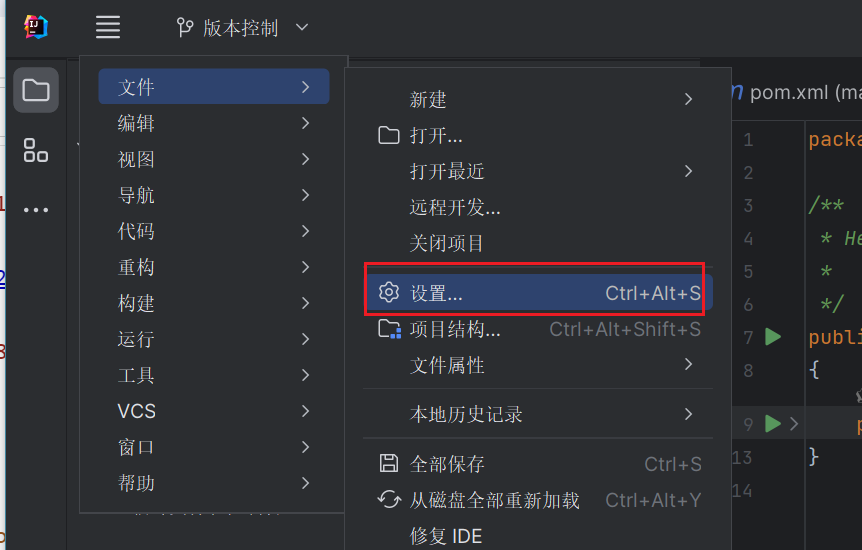 版本控制
文件
编辑
视图
导航
代码
重构
构建
运行
工具
VCS
窗口
帮助
新建
打开...
打开最近
远程开发...
关闭项目
设置... Ctrl+Alt+S
项目结构... Ctrl+Alt+Shift+S
文件属性
本地历史记录
全部保存 Ctrl+S
从磁盘全部重新加载 Ctrl+Alt+Y
修复 IDE
pom.xml (ma
1 packa
2
3 /**
4 * He
5 *
6 */
7 publi
8 {
9 p
13 }
14